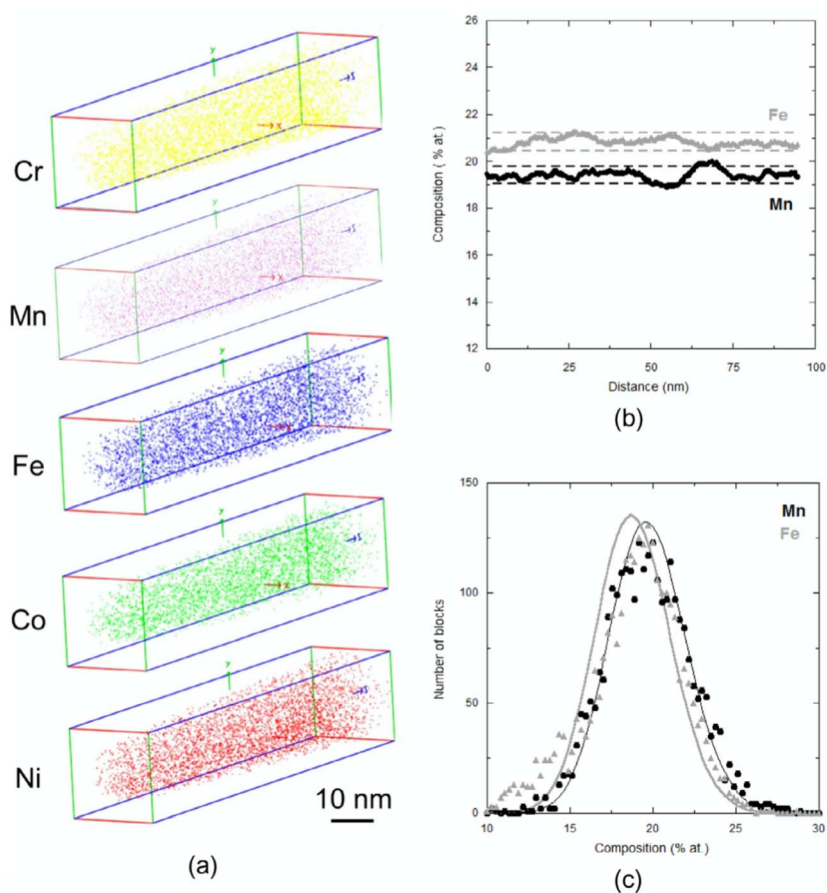 Cr
Mn
Fe
Co
Ni
y
x
y
x
y
y
x
y
10 nm
(a)
Composition ( % at.)
26
24
22
20
18
16
14
12
Fe
Mn
0
25
50
75
100
Distance (nm)
(b)
Number of blocks
150
100
50
0
Mn
Fe
10
15
20
25
30
Composition (% at.)
(c)